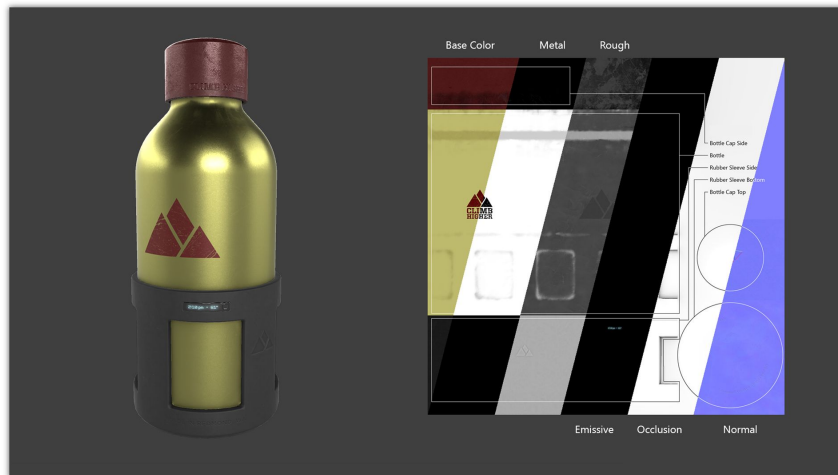 Base Color
Metal
Rough
Bottle Cap Side
Bottle
Rubber Sleeve Side
Rubber Sleeve Bottom
Bottle Cap Top
CLIMB
HIGHER
Emissive
Occlusion
Normal